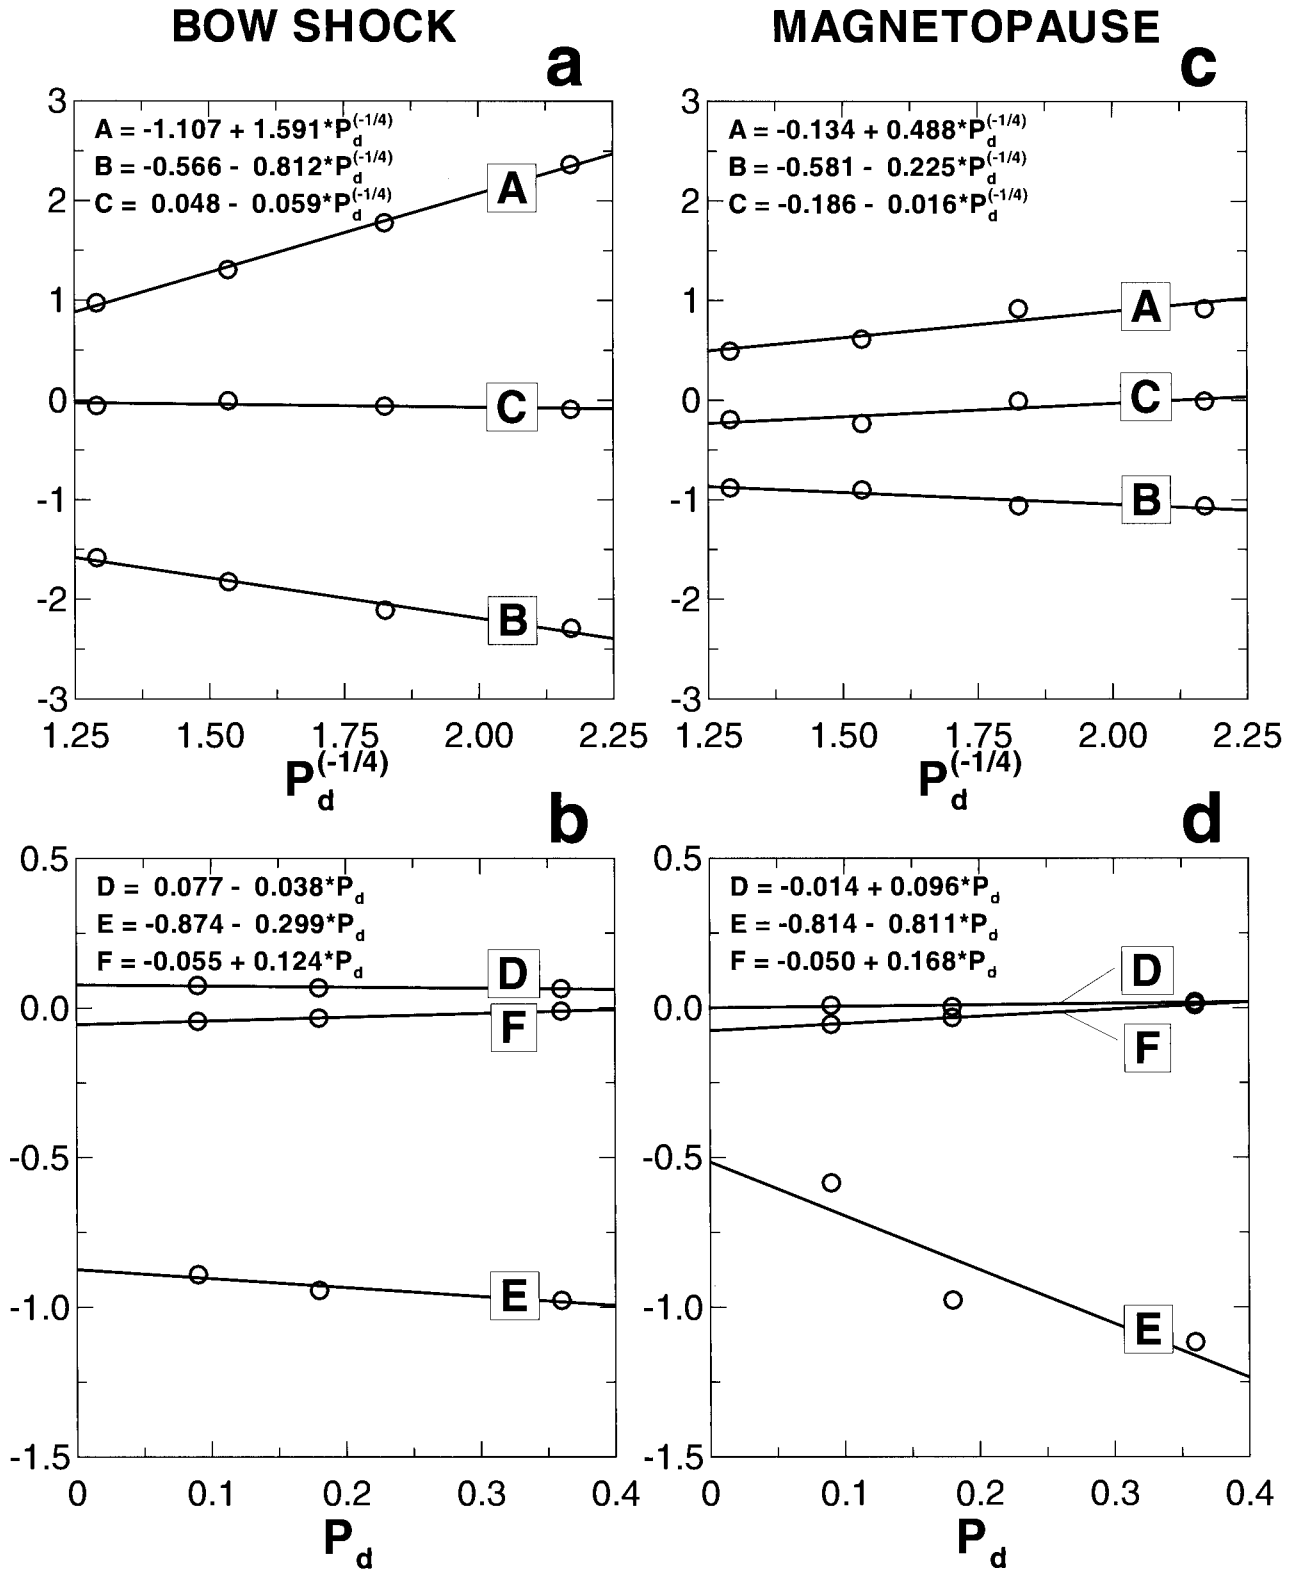 BOW SHOCK
a
A = -1.107 + 1.591*P_d^(-1/4)
B = -0.566 - 0.812*P_d^(-1/4)
C = 0.048 - 0.059*P_d^(-1/4)
3
2
1
0
-1
-2
-3
A
C
B
1.25 1.50 1.75 2.00 2.25
P_d^(-1/4)
MAGNETOPAUSE
c
A = -0.134 + 0.488*P_d^(-1/4)
B = -0.581 - 0.225*P_d^(-1/4)
C = -0.186 - 0.016*P_d^(-1/4)
3
2
1
0
-1
-2
-3
A
C
B
1.25 1.50 1.75 2.00 2.25
P_d^(-1/4)
b
D = 0.077 - 0.038*P_d
E = -0.874 - 0.299*P_d
F = -0.055 + 0.124*P_d
0.5
0.0
-0.5
-1.0
-1.5
D
F
E
0 0.1 0.2 0.3 0.4
P_d
d
D = -0.014 + 0.096*P_d
E = -0.814 - 0.811*P_d
F = -0.050 + 0.168*P_d
0.5
0.0
-0.5
-1.0
-1.5
D
F
E
0 0.1 0.2 0.3 0.4
P_d